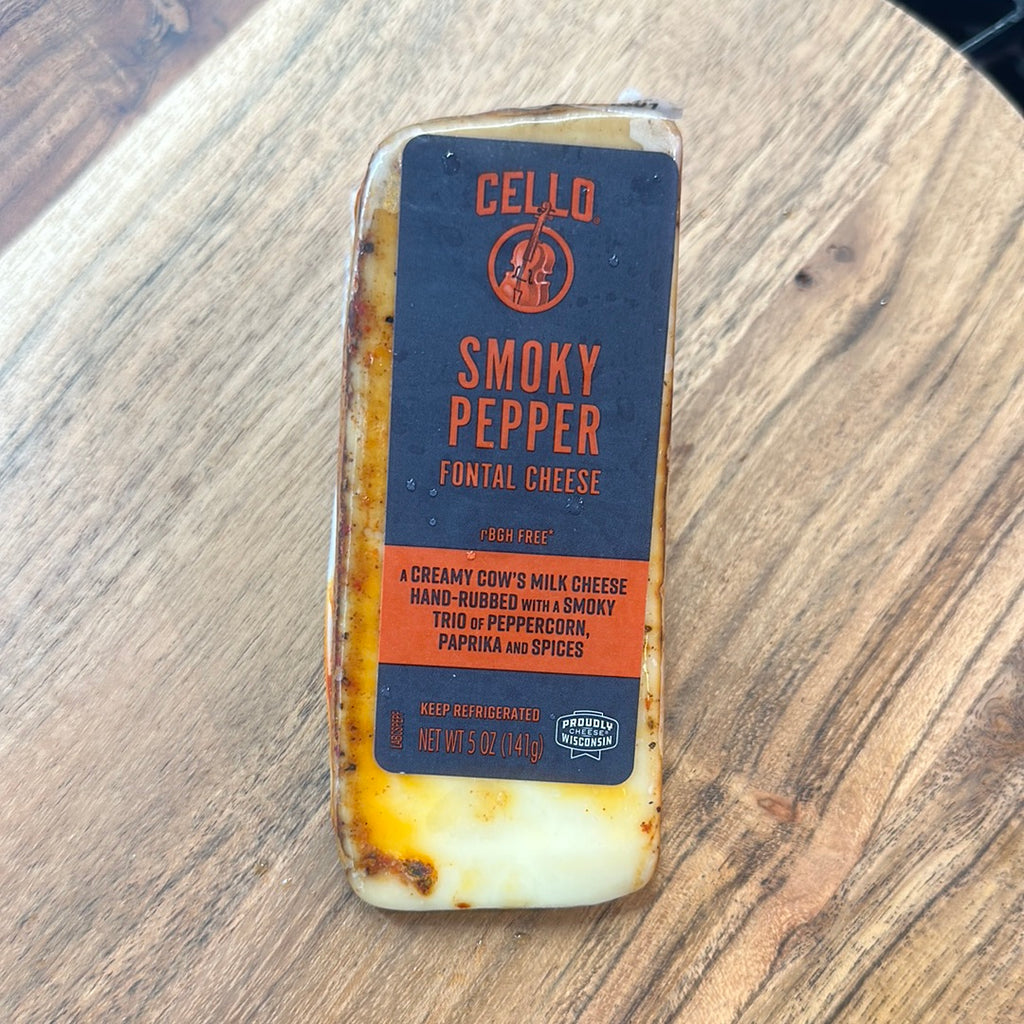 CELLO
SMOKY
PEPPER
FONTAL CHEESE
rBGH FREE*
A CREAMY COW'S MILK CHEESE
HAND-RUBBED WITH A SMOKY
TRIO OF PEPPERCORN,
PAPRIKA AND SPICES
KEEP REFRIGERATED
NET WT 5 OZ (141g)
PROUDLY
CHEESE®
WISCONSIN